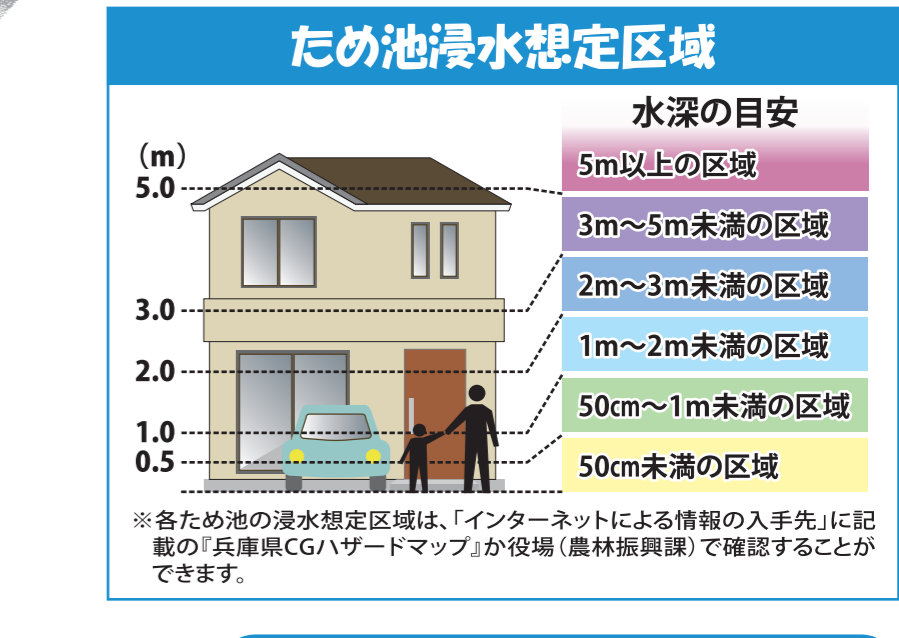 ため池浸水想定区域
水深の目安
(m)
5.0
3.0
2.0
1.0
0.5
5m以上の区域
3m〜5m未満の区域
2m〜3m未満の区域
1m〜2m未満の区域
50㎝〜1m未満の区域
50㎝未満の区域
※各ため池の浸水想定区域は、「インターネットによる情報の入手先」に記
載の『兵庫県CGハザードマップ』か役場(農林振興課)で確認することが
できます。